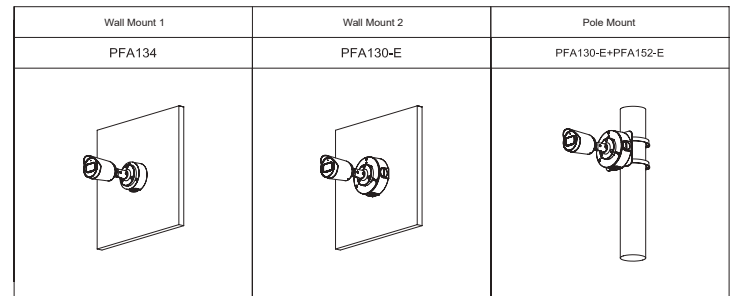 Wall Mount 1
Wall Mount 2
Pole Mount
PFA134
PFA130-E
PFA130-E+PFA152-E